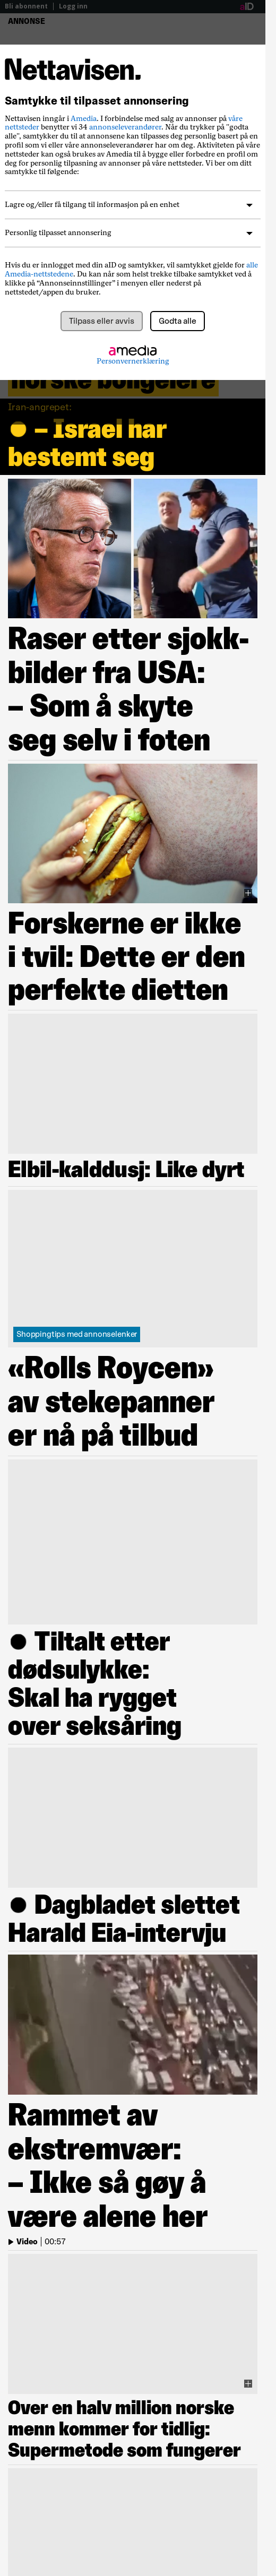 Bli abonnent | Logg inn
aID
ANNONSE
Nettavisen.
Samtykke til tilpasset annonsering
Nettavisen inngår i Amedia. I forbindelse med salg av annonser på våre
nettsteder benytter vi 34 annonseleverandører. Når du trykker på "godta
alle", samtykker du til at annonsene kan tilpasses deg personlig basert på en
profil som vi eller våre annonseleverandører har om deg. Aktiviteten på våre
nettsteder kan også brukes av Amedia til å bygge eller forbedre en profil om
deg for personlig tilpasning av annonser på våre nettsteder. Vi ber om ditt
samtykke til følgende:
Lagre og/eller få tilgang til informasjon på en enhet
Personlig tilpasset annonsering
Hvis du er innlogget med din aID og samtykker, vil samtykket gjelde for alle
Amedia-nettstedene. Du kan når som helst trekke tilbake samtykket ved å
klikke på “Annonseinnstillinger” i menyen eller nederst på
nettstedet/appen du bruker.
Tilpass eller avvis
Godta alle
amedia
Personvernerklæring
norske boligeiere
Iran-angrepet:
● – Israel har
bestemt seg
Raser etter sjokk-
bilder fra USA:
– Som å skyte
seg selv i foten
Forskerne er ikke
i tvil: Dette er den
perfekte dietten
Elbil-kalddusj: Like dyrt
Shoppingtips med annonselenker
«Rolls Roycen»
av stekepanner
er nå på tilbud
● Tiltalt etter
dødsulykke:
Skal ha rygget
over seksåring
● Dagbladet slettet
Harald Eia-intervju
Rammet av
ekstremvær:
– Ikke så gøy å
være alene her
Video | 00:57
Over en halv million norske
menn kommer for tidlig:
Supermetode som fungerer